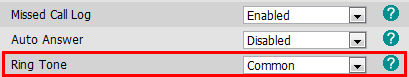 Missed Call Log Enabled ?
Auto Answer Disabled ?
Ring Tone Common ?